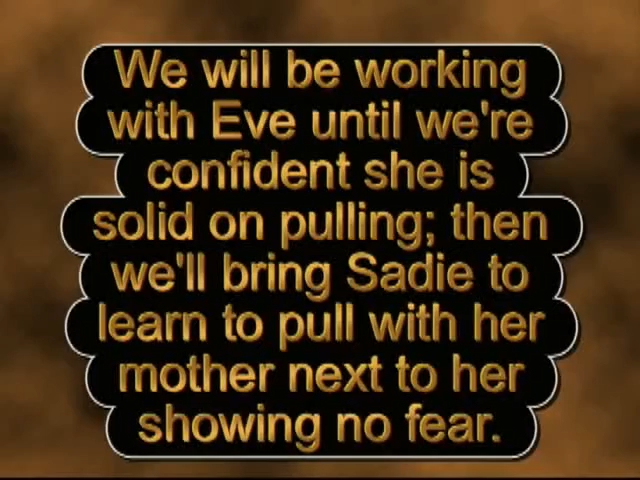 We will be working
with Eve until we're
confident she is
solid on pulling; then
we'll bring Sadie to
learn to pull with her
mother next to her
showing no fear.